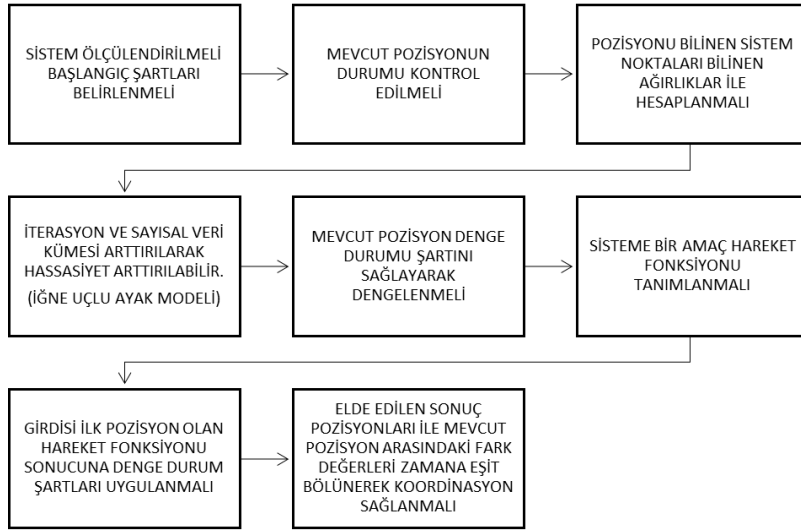 SİSTEM ÖLÇÜLENDİRİLMELİ
BAŞLANGIÇ ŞARTLARI
BELİRLENMELİ
MEVCUT POZİSYONUN
DURUMU KONTROL
EDİLMELİ
POZİSYONU BİLİNEN SİSTEM
NOKTALARI BİLİNEN
AĞIRLIKLAR İLE
HESAPLANMALI
İTERASYON VE SAYISAL VERİ
KÜMESİ ARTTIRILARAK
HASSASİYET ARTTIRILABİLİR.
(İĞNE UÇLU AYAK MODELİ)
MEVCUT POZİSYON DENGE
DURUMU ŞARTINI
SAĞLAYARAK
DENGELENMELİ
SİSTEME BİR AMAÇ HAREKET
FONKSİYONU
TANIMLANMALI
GİRDİSİ İLK POZİSYON OLAN
HAREKET FONKSİYONU
SONUCUNA DENGE DURUM
ŞARTLARI UYGULANMALI
ELDE EDİLEN SONUÇ
POZİSYONLARI İLE MEVCUT
POZİSYON ARASINDAKİ FARK
DEĞERLERİ ZAMANA EŞİT
BÖLÜNEREK KOORDİNASYON
SAĞLANMALI